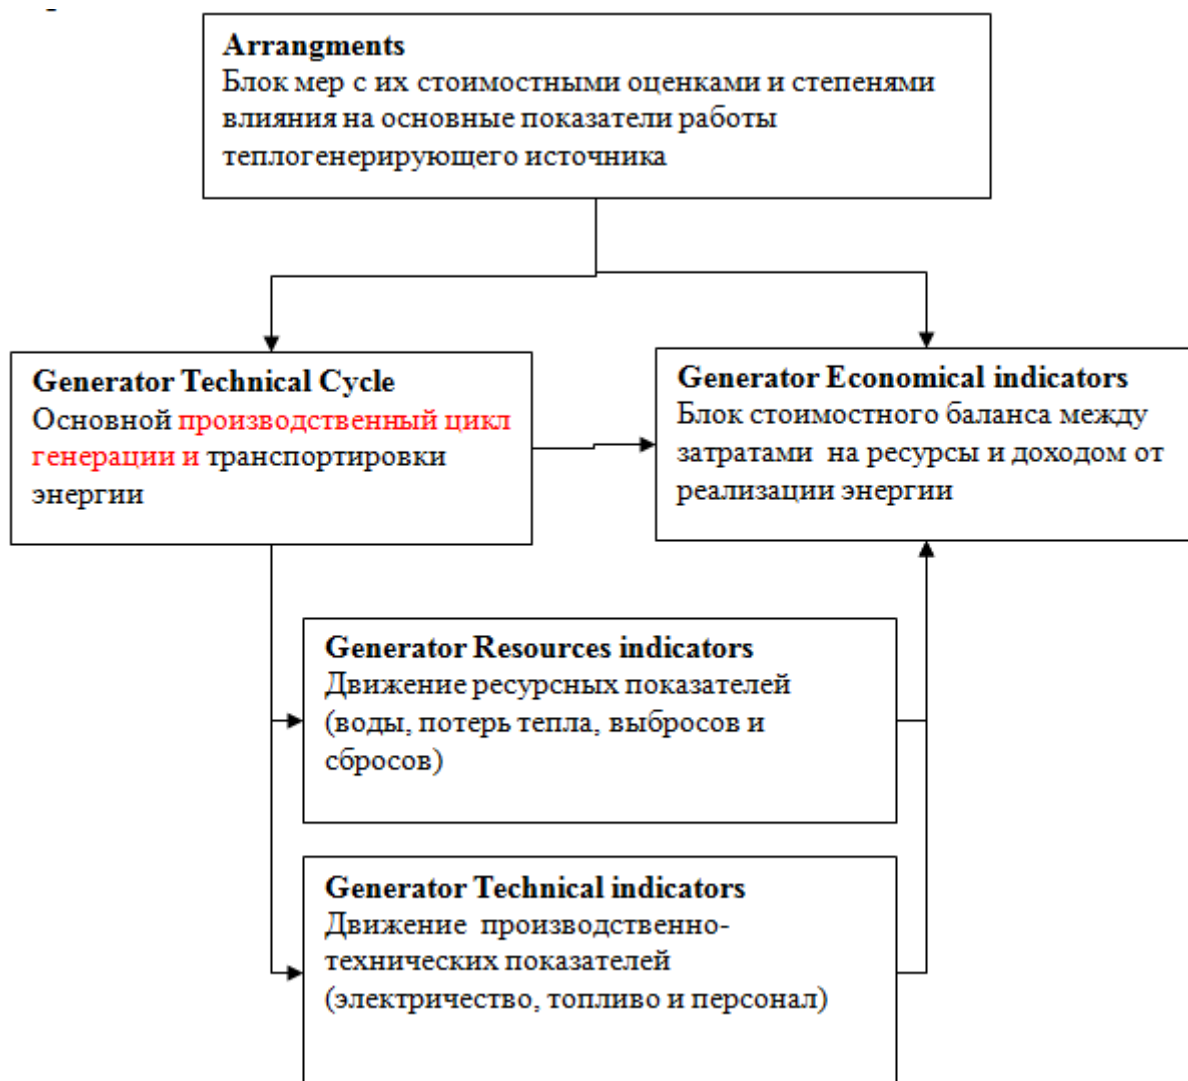 Arrangments
Блок мер с их стоимостными оценками и степенями
влияния на основные показатели работы
теплогенерирующего источника
Generator Technical Cycle
Основной производственный цикл
генерации и транспортировки
энергии
Generator Economical indicators
Блок стоимостного баланса между
затратами на ресурсы и доходом от
реализации энергии
Generator Resources indicators
Движение ресурсных показателей
(воды, потерь тепла, выбросов и
сбросов)
Generator Technical indicators
Движение производственно-
технических показателей
(электричество, топливо и персонал)